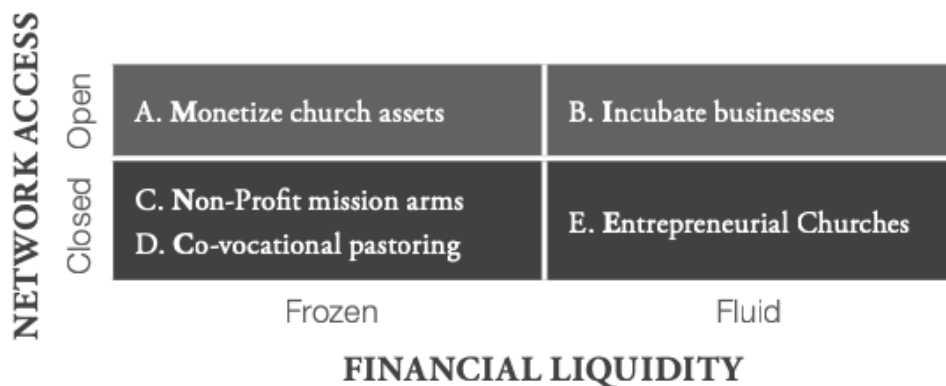 NETWORK ACCESS
Open
A. Monetize church assets
B. Incubate businesses
Closed
C. Non-Profit mission arms
D. Co-vocational pastoring
E. Entrepreneurial Churches
Frozen
Fluid
FINANCIAL LIQUIDITY